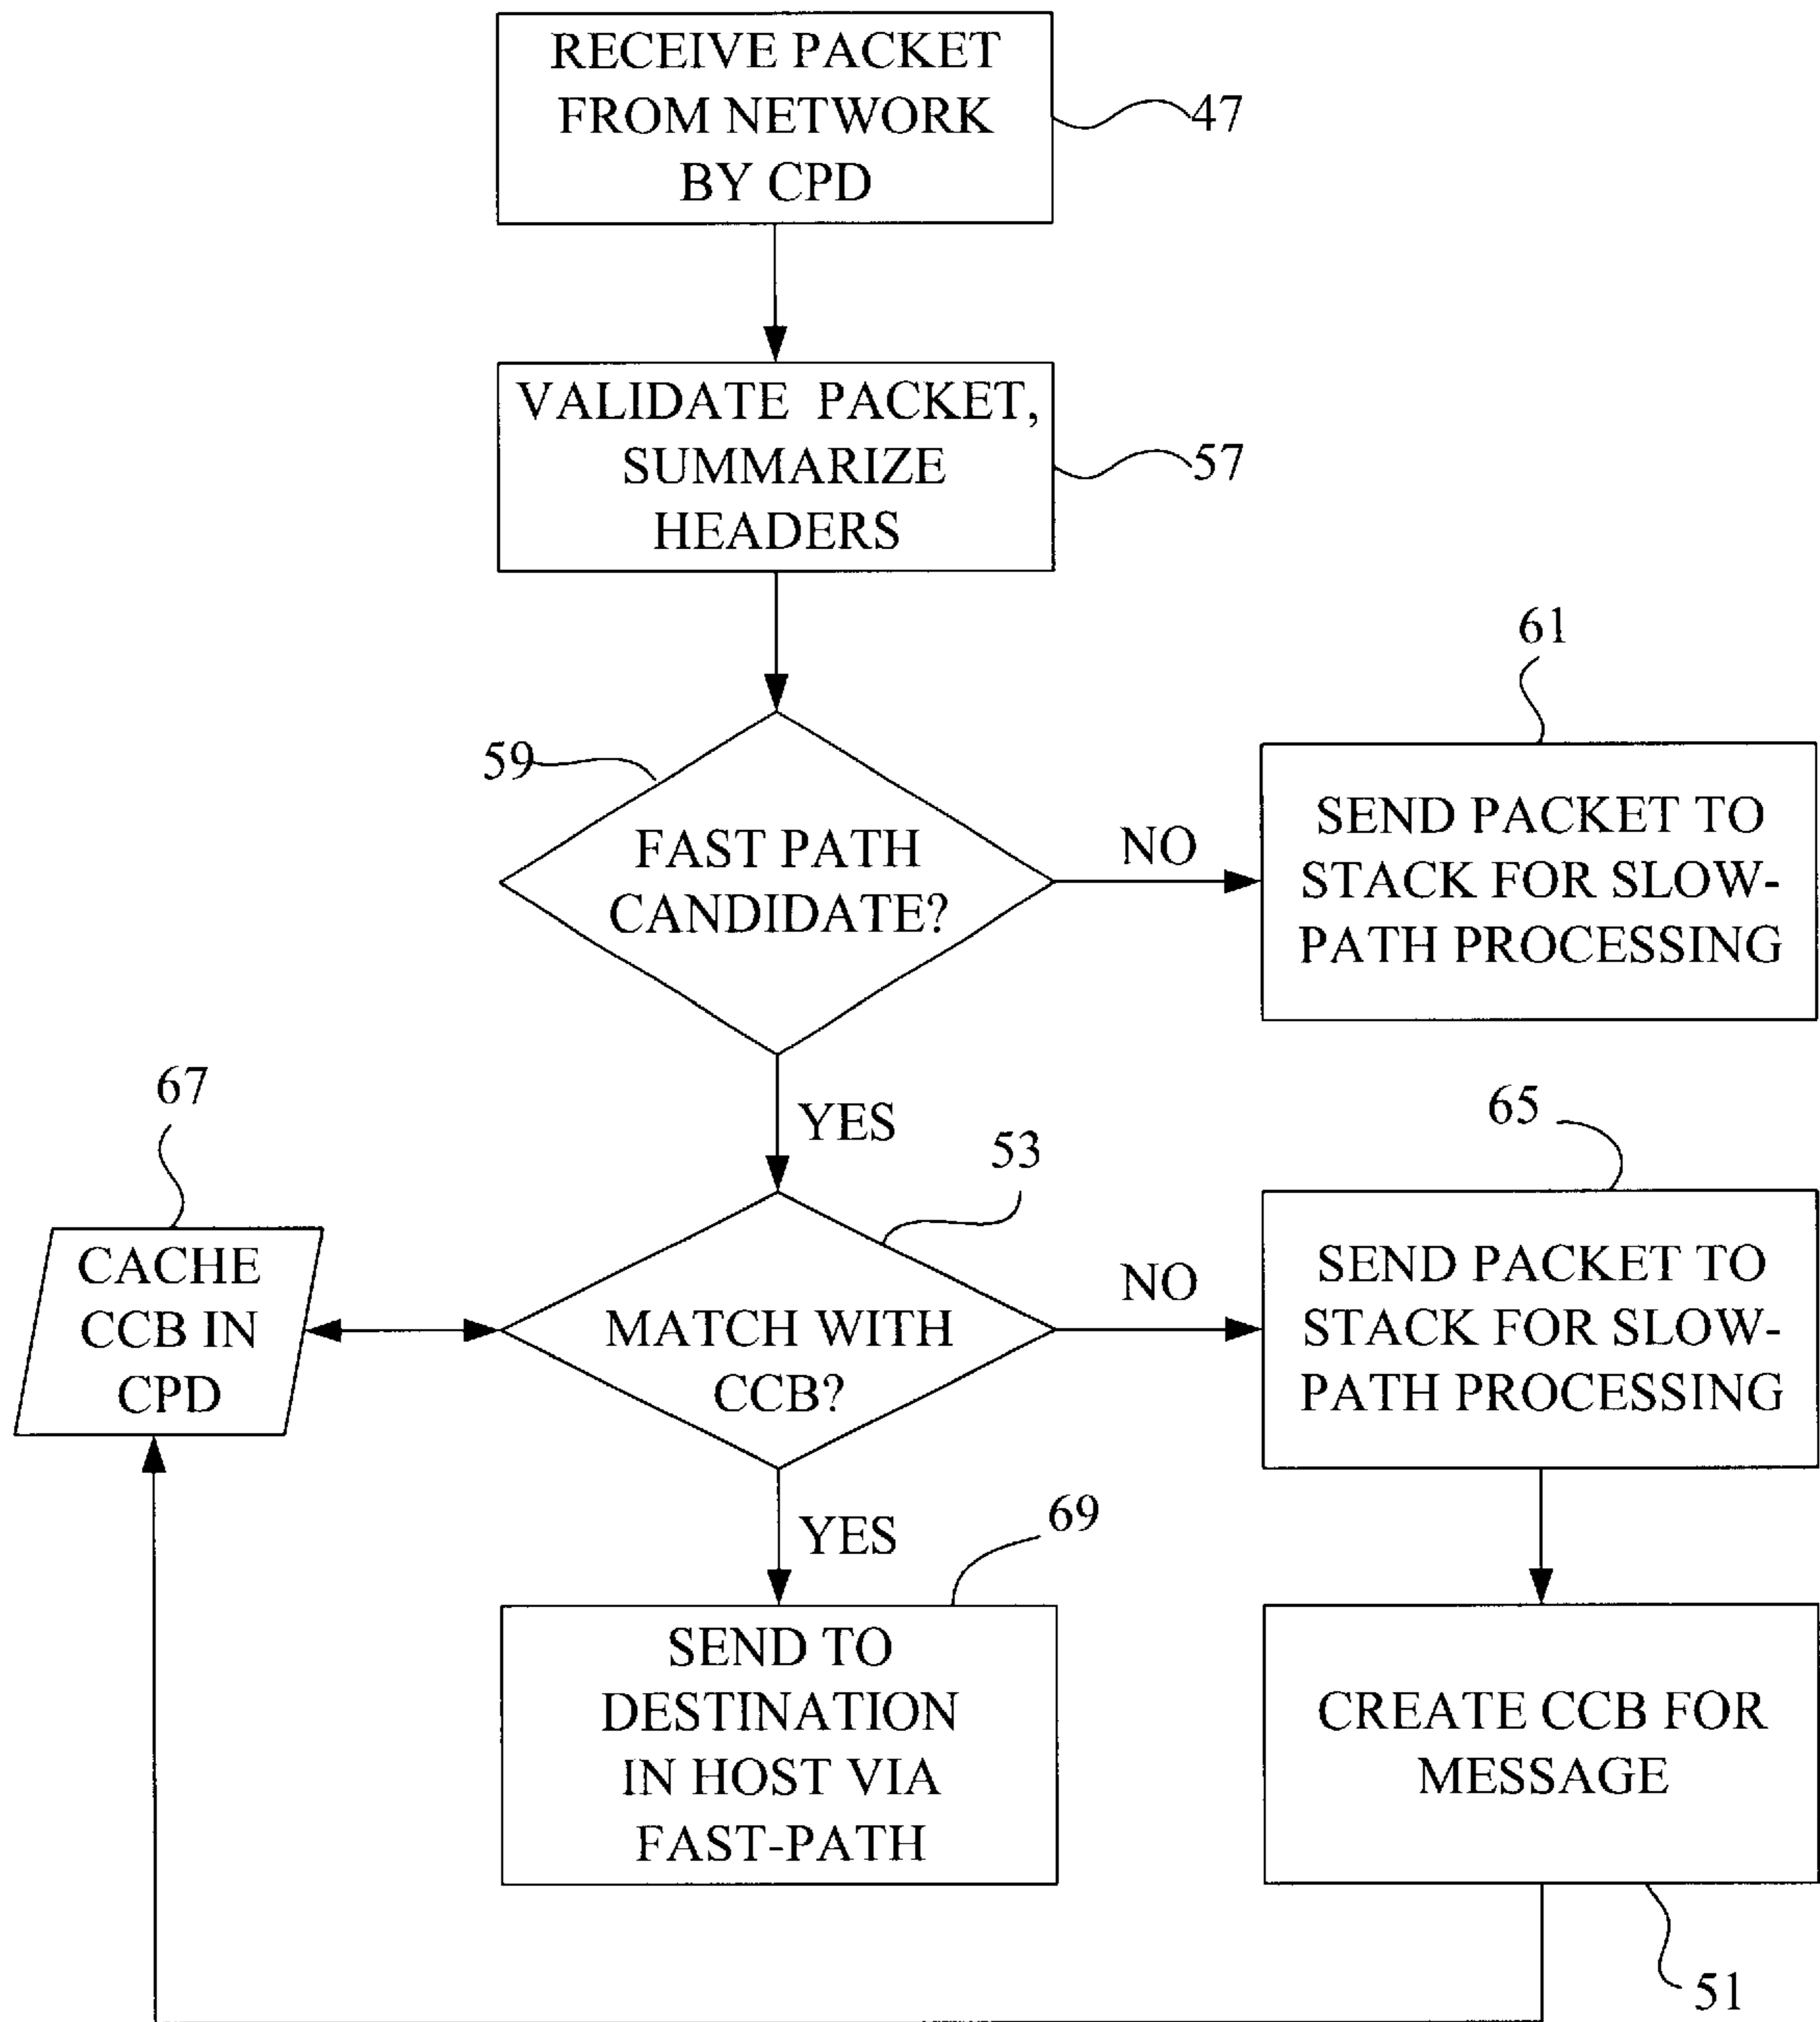 RECEIVE PACKET
FROM NETWORK
BY CPD
47
VALIDATE PACKET,
SUMMARIZE
HEADERS
57
59
FAST PATH
CANDIDATE?
NO
61
SEND PACKET TO
STACK FOR SLOW-
PATH PROCESSING
YES
67
CACHE
CCB IN
CPD
53
MATCH WITH
CCB?
NO
65
SEND PACKET TO
STACK FOR SLOW-
PATH PROCESSING
YES
69
SEND TO
DESTINATION
IN HOST VIA
FAST-PATH
CREATE CCB FOR
MESSAGE
51